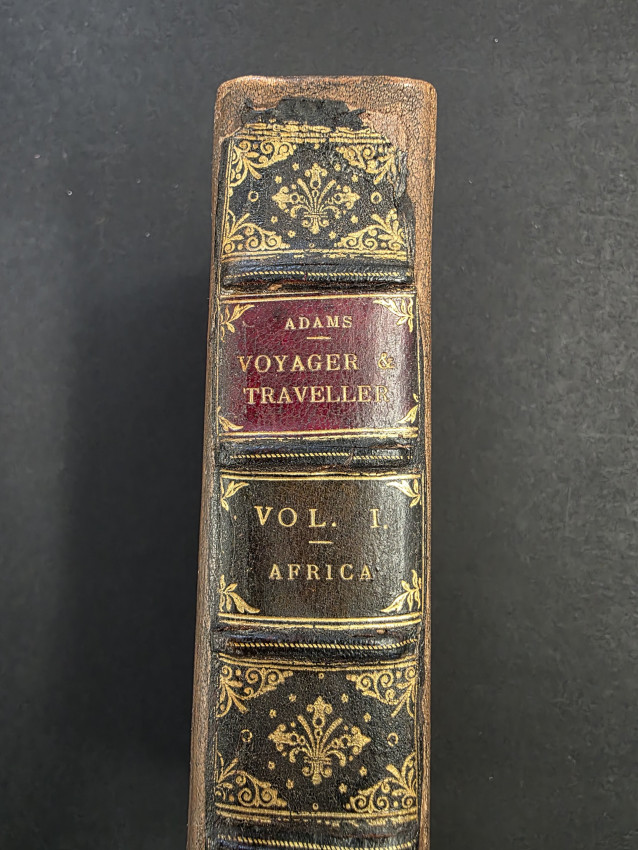 ADAMS
VOYAGER &
TRAVELLER
VOL. I.
AFRICA